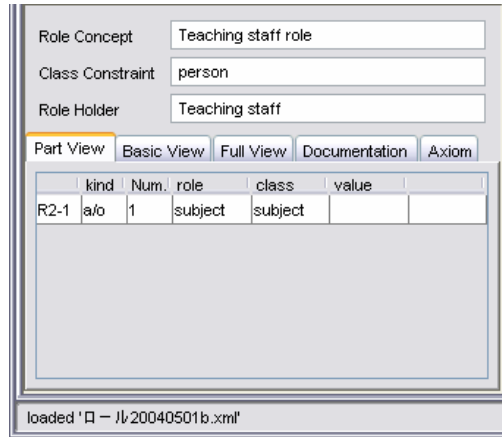 Role Concept Teaching staff role
Class Constraint person
Role Holder Teaching staff
Part View Basic View Full View Documentation Axiom
kind Num. role class value
R2-1 a/o 1 subject subject
loaded 'ロール20040501b.xml'